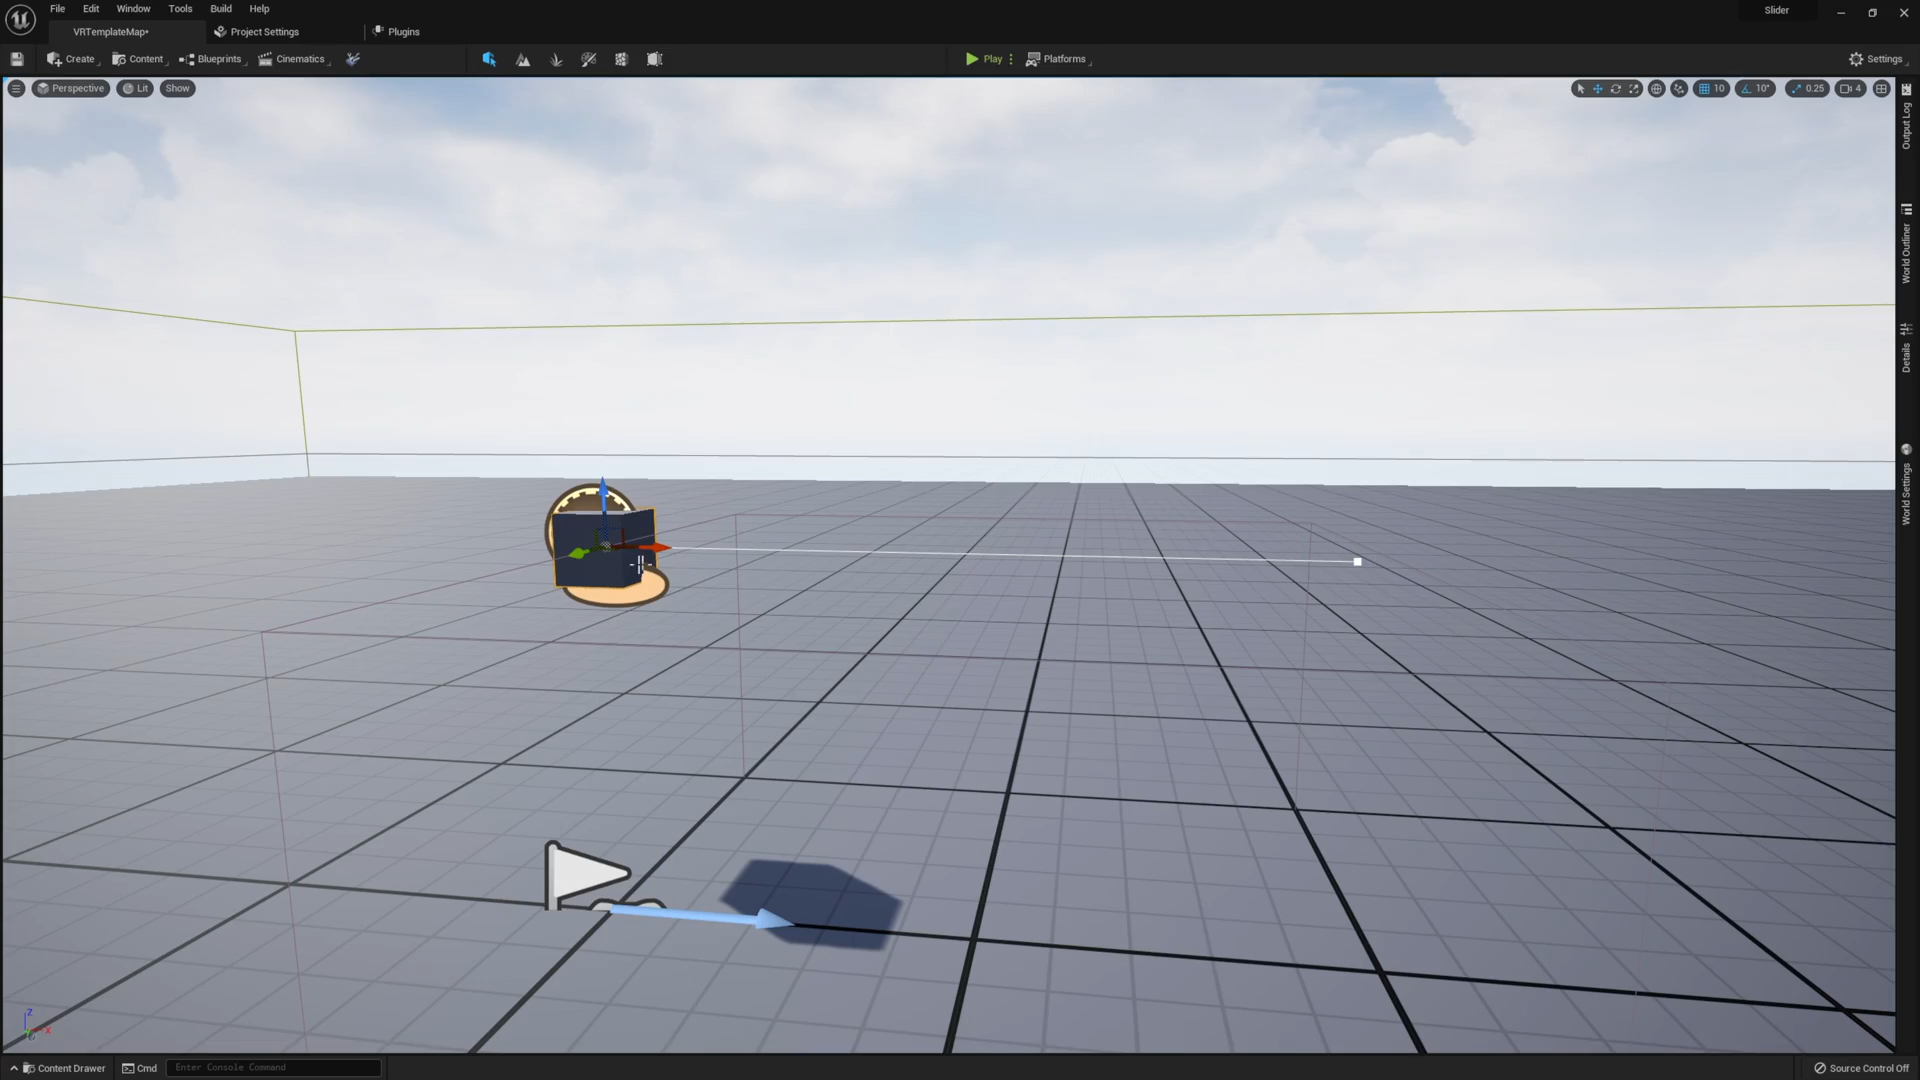 File Edit Window Tools Build Help
Slider
VRTemplateMap•
Project Settings
Plugins
Create
Content
Blueprints
Cinematics
Play
Platforms
Settings
Perspective
Lit
Show
10
10°
0.25
4
Output Log
World Outliner
Details
World Settings
Z
X
Content Drawer
Cmd
Enter Console Command
Source Control Off